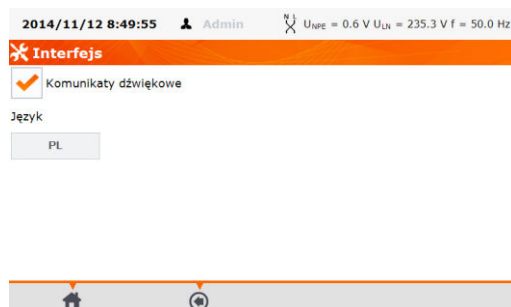 2014/11/12 8:49:55 Admin N L UNPE = 0.6 V ULN = 235.3 V f = 50.0 Hz
Interfejs
Komunikaty dźwiękowe
Język
PL